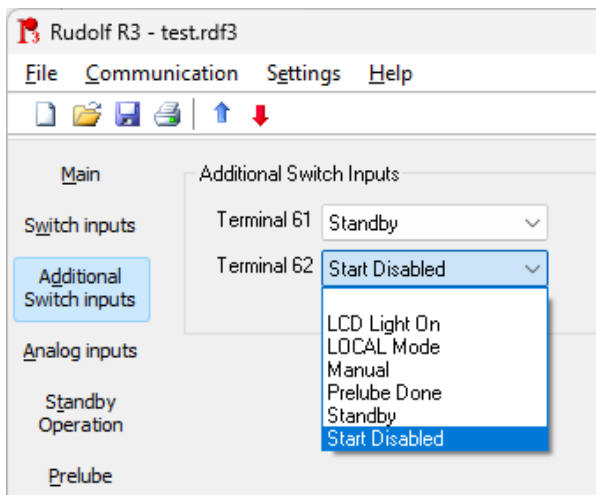 Rudolf R3 - test.rdf3
File Communication Settings Help
Main
Switch inputs
Additional
Switch inputs
Analog inputs
Standby
Operation
Prelube
Additional Switch Inputs
Terminal 61 Standby
Terminal 62 Start Disabled
LCD Light On
LOCAL Mode
Manual
Prelube Done
Standby
Start Disabled